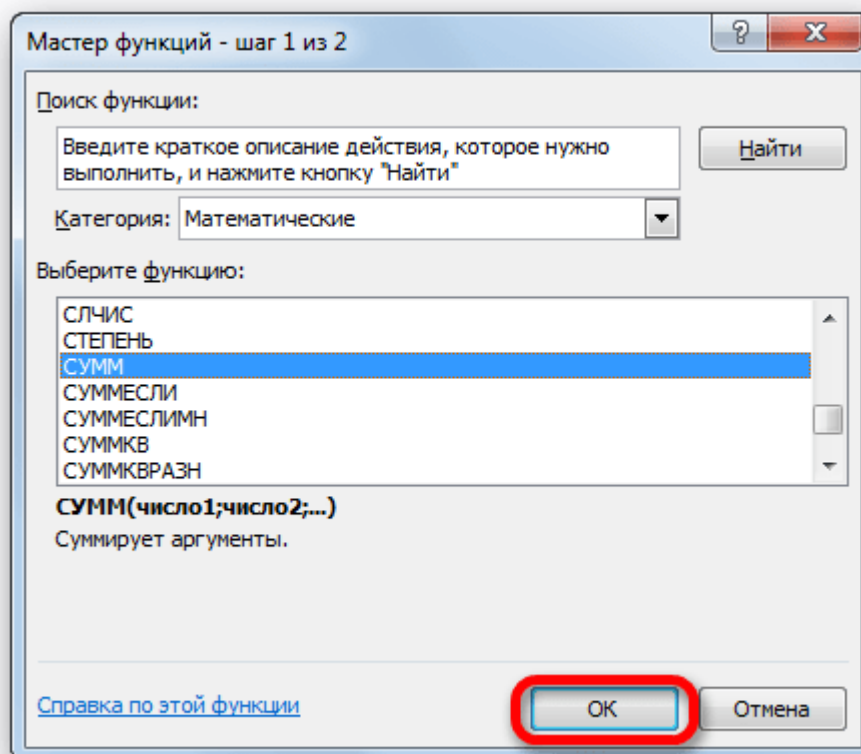 Мастер функций - шаг 1 из 2
Поиск функции:
Введите краткое описание действия, которое нужно
выполнить, и нажмите кнопку "Найти"
Найти
Категория: Математические
Выберите функцию:
СЛЧИС
СТЕПЕНЬ
СУММ
СУММЕСЛИ
СУММЕСЛИМН
СУММКВ
СУММКВРАЗН
СУММ(число1;число2;...)
Суммирует аргументы.
Справка по этой функции
ОК
Отмена